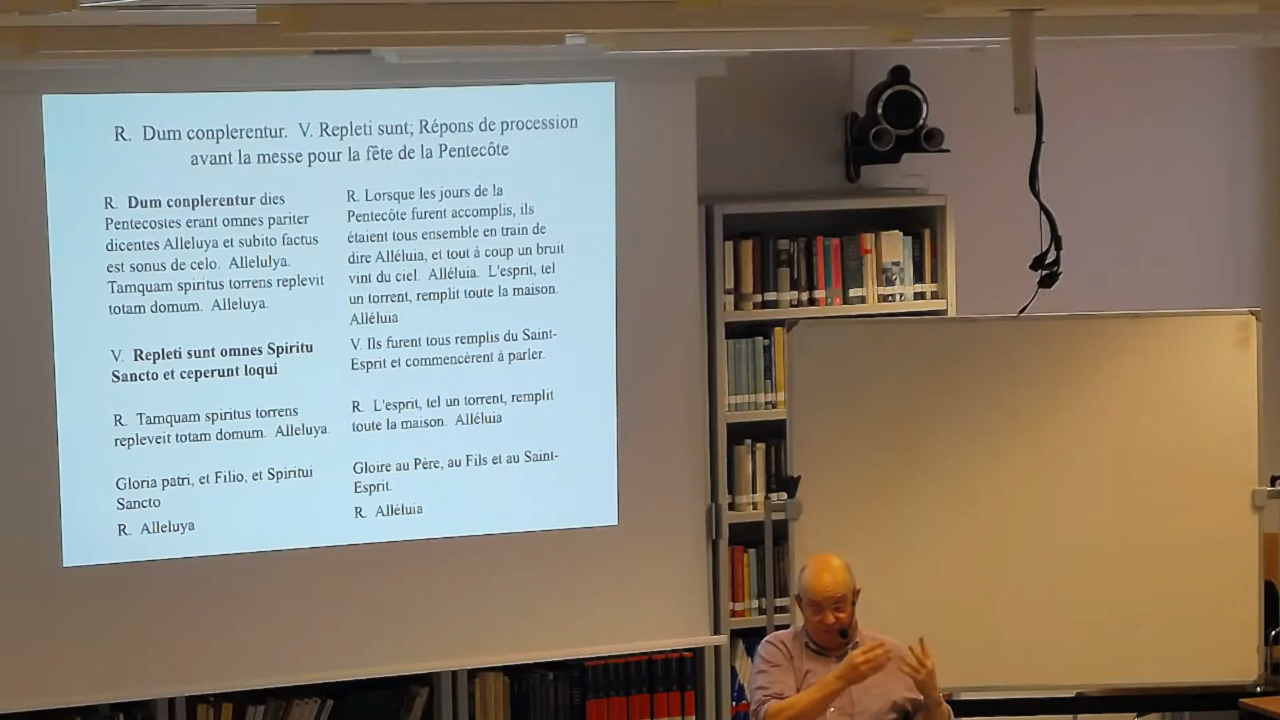 R. Dum conplerentur. V. Repleti sunt; Répons de procession
avant la messe pour la fête de la Pentecôte
R. Dum conplerentur dies
Pentecostes erant omnes pariter
dicentes Alleluya et subito factus
est sonus de celo. Allelulya.
Tamquam spiritus torrens replevit
totam domum. Alleluya.
V. Repleti sunt omnes Spiritu
Sancto et ceperunt loqui
R. Tamquam spiritus torrens
repleveit totam domum. Alleluya.
Gloria patri, et Filio, et Spiritui
Sancto
R. Alleluya
R. Lorsque les jours de la
Pentecôte furent accomplis, ils
étaient tous ensemble en train de
dire Alléluia, et tout à coup un bruit
vint du ciel. Alléluia. L'esprit, tel
un torrent, remplit toute la maison.
Alléluia
V. Ils furent tous remplis du Saint-
Esprit et commencèrent à parler.
R. L'esprit, tel un torrent, remplit
toute la maison. Alléluia
Gloire au Père, au Fils et au Saint-
Esprit.
R. Alléluia